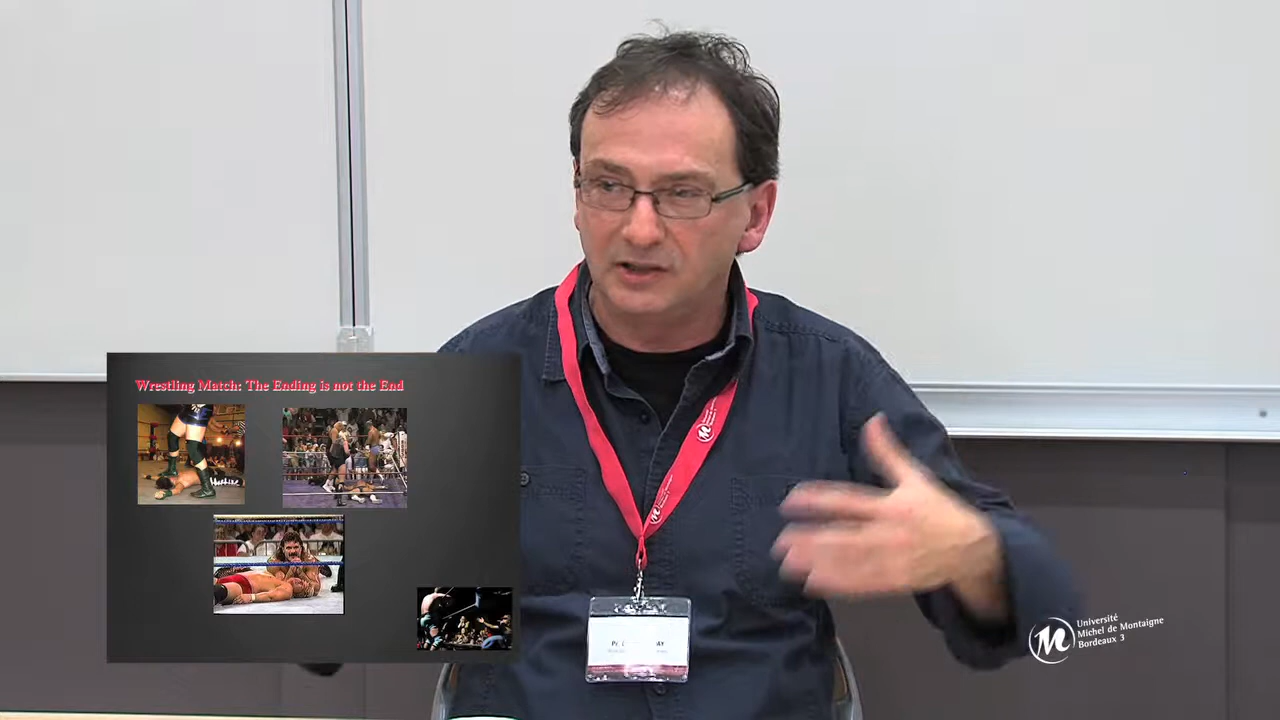 Wrestling Match: The Ending is not the End
Université
Michel de Montaigne
Bordeaux 3